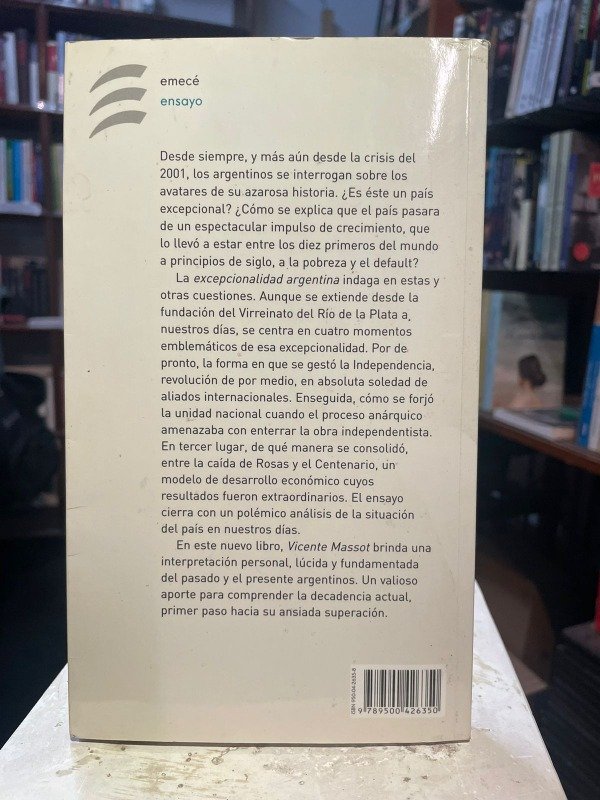 emecé
ensayo
Desde siempre, y más aún desde la crisis del
2001, los argentinos se interrogan sobre los
avatares de su azarosa historia. ¿Es éste un país
excepcional? ¿Cómo se explica que el país pasara
de un espectacular impulso de crecimiento, que
lo llevó a estar entre los diez primeros del mundo
a principios de siglo, a la pobreza y el default?
La excepcionalidad argentina indaga en estas y
otras cuestiones. Aunque se extiende desde la
fundación del Virreinato del Río de la Plata a
nuestros días, se centra en cuatro momentos
emblemáticos de esa excepcionalidad. Por de
pronto, la forma en que se gestó la Independencia,
revolución de por medio, en absoluta soledad de
aliados internacionales. Enseguida, cómo se forjó
la unidad nacional cuando el proceso anárquico
amenazaba con enterrar la obra independentista.
En tercer lugar, de qué manera se consolidó,
entre la caída de Rosas y el Centenario, un
modelo de desarrollo económico cuyos
resultados fueron extraordinarios. El ensayo
cierra con un polémico análisis de la situación
del país en nuestros días.
En este nuevo libro, Vicente Massot brinda una
interpretación personal, lúcida y fundamentada
del pasado y el presente argentinos. Un valioso
aporte para comprender la decadencia actual,
primer paso hacia su ansiada superación.
ISBN 950-04-2635-8
9 789500 426350